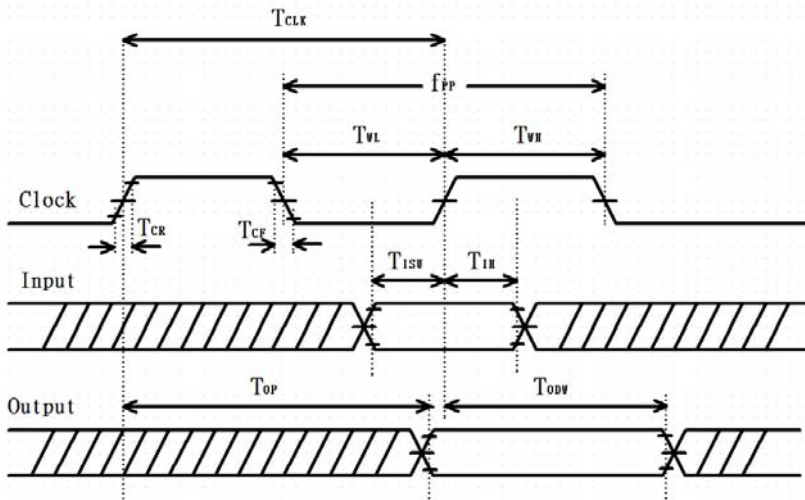 TCLK
fPP
TWL
TWH
Clock
TCR
TCF
TISU
TIH
Input
TOP
TODW
Output